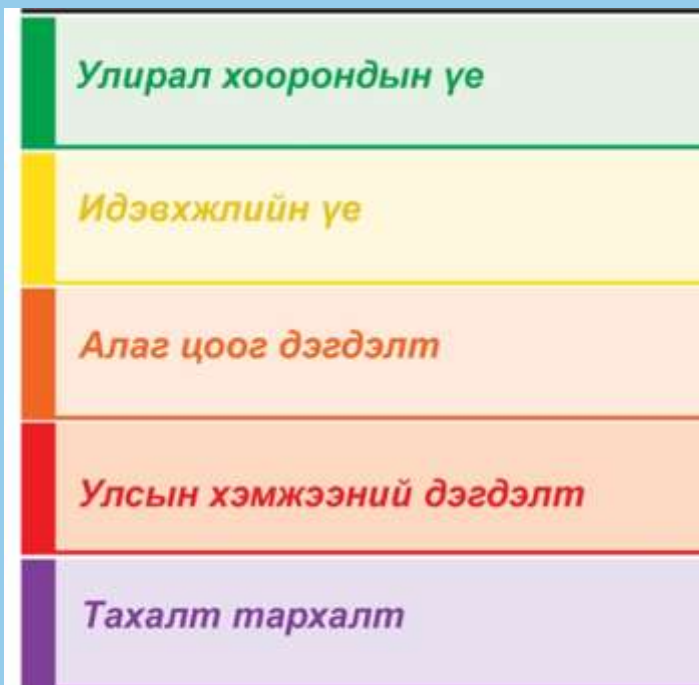 Улирал хоорондын үе
Идэвхжлийн үе
Алаг цоог дэгдэлт
Улсын хэмжээний дэгдэлт
Тахалт тархалт